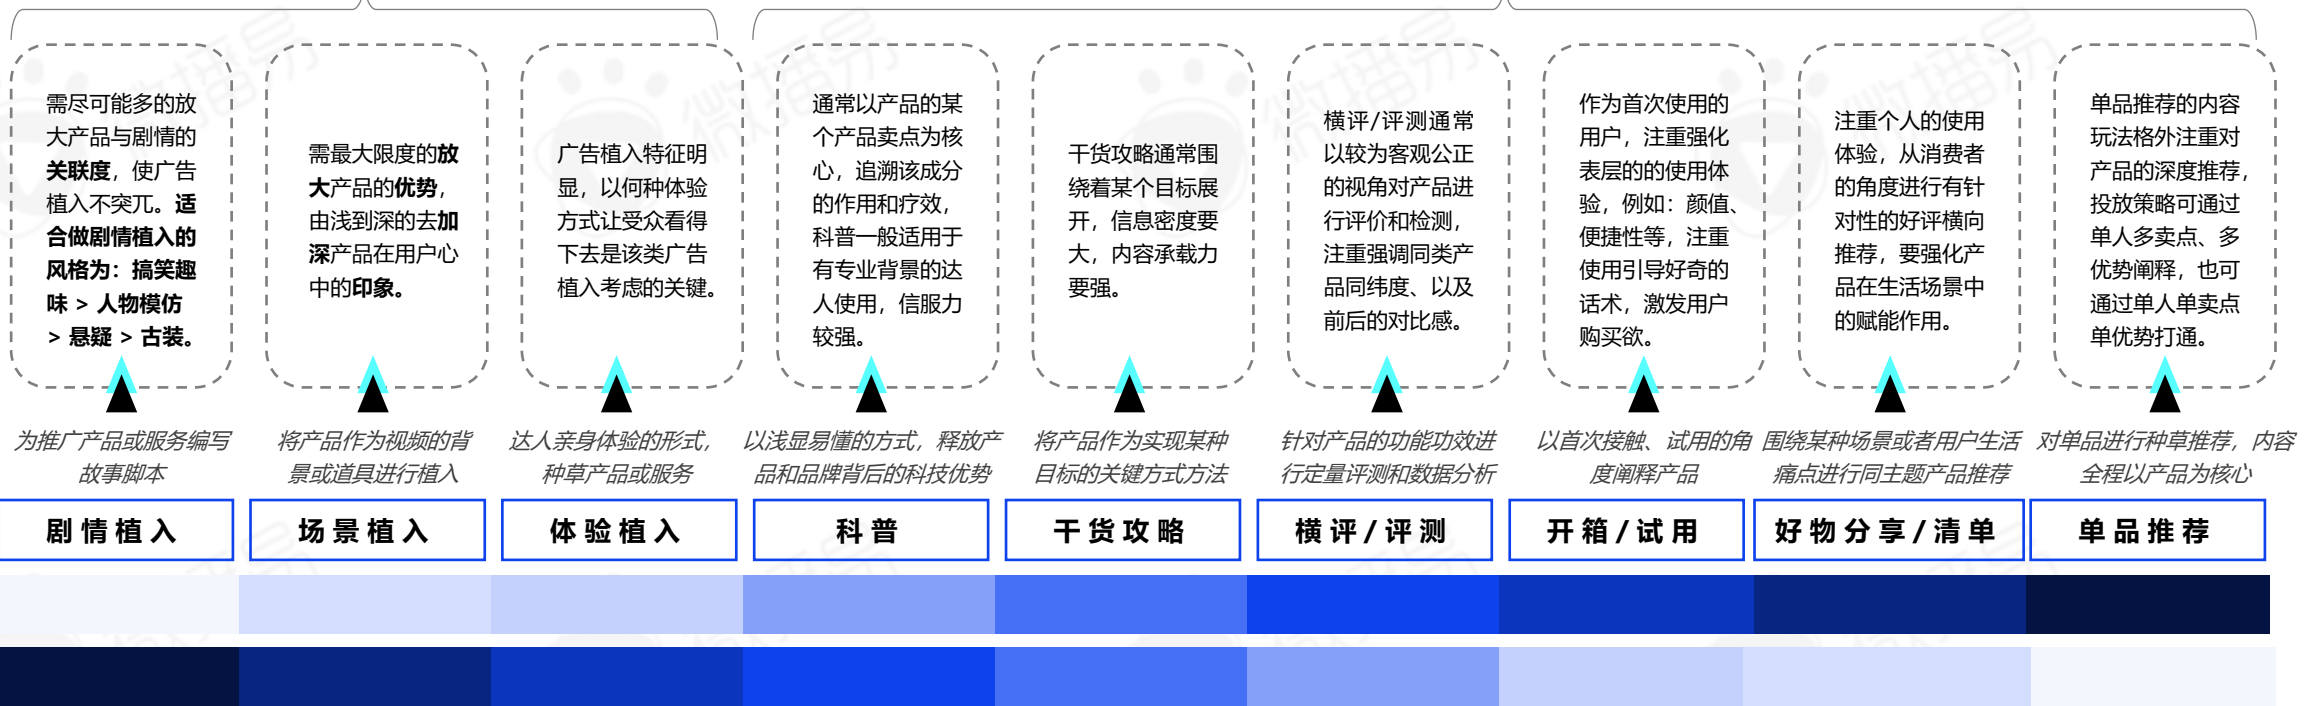 需尽可能多的放
大产品与剧情的
关联度，使广告
植入不突兀。适
合做剧情植入的
风格为：搞笑趣
味 > 人物模仿
> 悬疑 > 古装。
需最大限度的放
大产品的优势，
由浅到深的去加
深产品在用户心
中的印象。
广告植入特征明
显，以何种体验
方式让受众看得
下去是该类广告
植入考虑的关键。
通常以产品的某
个产品卖点为核
心，追溯该成分
的作用和疗效，
科普一般适用于
有专业背景的达
人使用，信服力
较强。
干货攻略通常围
绕着某个目标展
开，信息密度要
大，内容承载力
要强。
横评/评测通常
以较为客观公正
的视角对产品进
行评价和检测，
注重强调同类产
品同纬度、以及
前后的对比感。
作为首次使用的
用户，注重强化
表层的的使用体
验，例如：颜值、
便捷性等，注重
使用引导好奇的
话术，激发用户
购买欲。
注重个人的使用
体验，从消费者
的角度进行有针
对性的好评横向
推荐，要强化产
品在生活场景中
的赋能作用。
单品推荐的内容
玩法格外注重对
产品的深度推荐，
投放策略可通过
单人多卖点、多
优势阐释，也可
通过单人单卖点
单优势打通。
为推广产品或服务编写
故事脚本
将产品作为视频的背
景或道具进行植入
达人亲身体验的形式，
种草产品或服务
以浅显易懂的方式，释放产
品和品牌背后的科技优势
将产品作为实现某种
目标的关键方式方法
针对产品的功能功效进
行定量评测和数据分析
以首次接触、试用的角
度阐释产品
围绕某种场景或者用户生活
痛点进行同主题产品推荐
对单品进行种草推荐，内容
全程以产品为核心
剧情植入
场景植入
体验植入
科普
干货攻略
横评/评测
开箱/试用
好物分享/清单
单品推荐
微播易
微播易
微播易
微播易